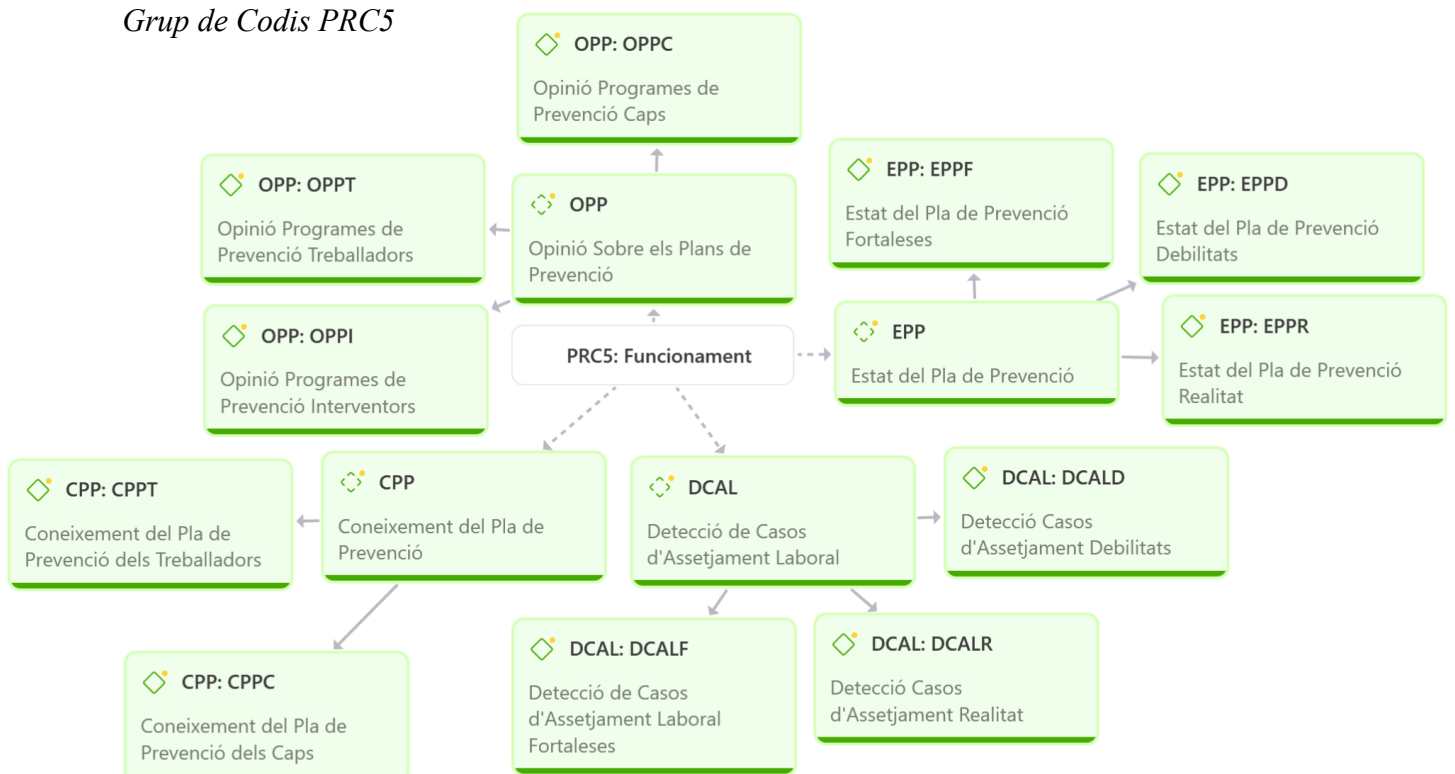 Grup de Codis PRC5
OPP: OPPC
Opinió Programes de
Prevenció Caps
OPP: OPPT
Opinió Programes de
Prevenció Treballadors
OPP
Opinió Sobre els Plans de
Prevenció
EPP: EPPF
Estat del Pla de Prevenció
Fortaleses
EPP: EPPD
Estat del Pla de Prevenció
Debilitats
OPP: OPPI
Opinió Programes de
Prevenció Interventors
PRC5: Funcionament
EPP
Estat del Pla de Prevenció
EPP: EPPR
Estat del Pla de Prevenció
Realitat
CPP: CPPT
Coneixement del Pla de
Prevenció dels Treballadors
CPP
Coneixement del Pla de
Prevenció
DCAL
Detecció de Casos
d'Assetjament Laboral
DCAL: DCALD
Detecció Casos
d'Assetjament Debilitats
CPP: CPPC
Coneixement del Pla de
Prevenció dels Caps
DCAL: DCALF
Detecció de Casos
d'Assetjament Laboral
Fortaleses
DCAL: DCALR
Detecció Casos
d'Assetjament Realitat